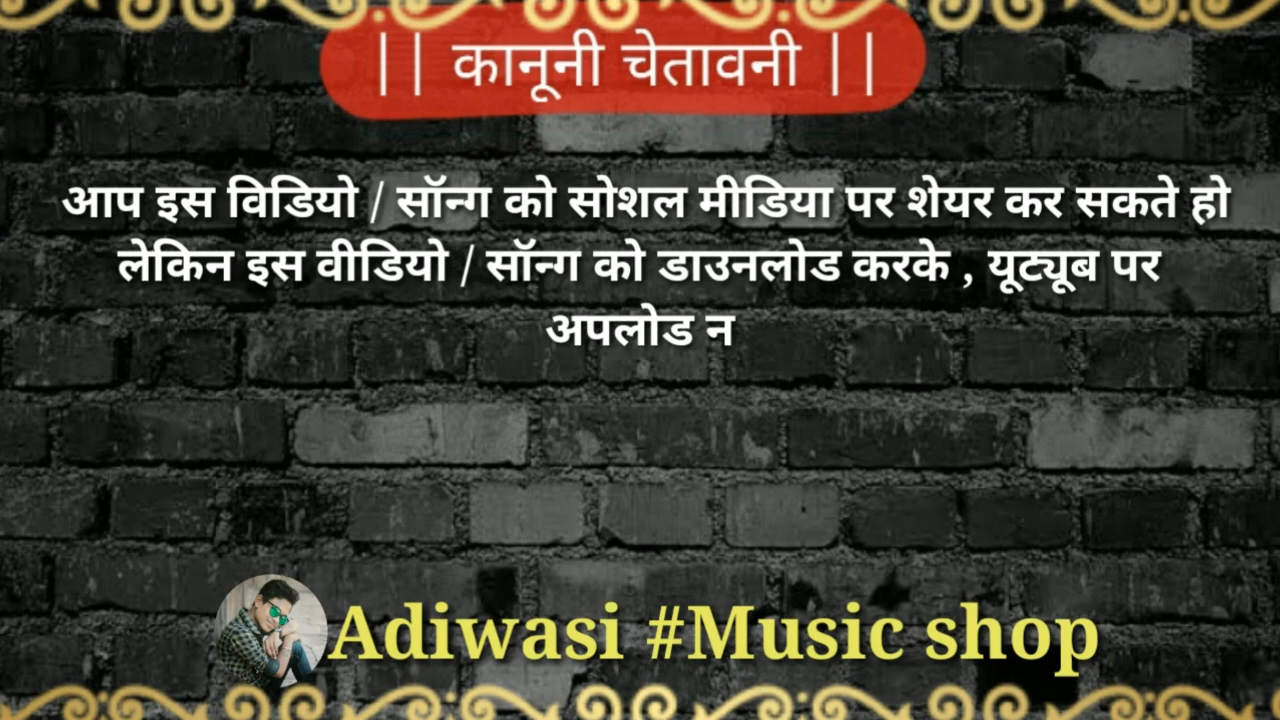 || कानूनी चेतावनी ||
आप इस विडियो / सॉन्ग को सोशल मीडिया पर शेयर कर सकते हो
लेकिन इस वीडियो / सॉन्ग को डाउनलोड करके , यूट्यूब पर
अपलोड न
Adiwasi #Music shop